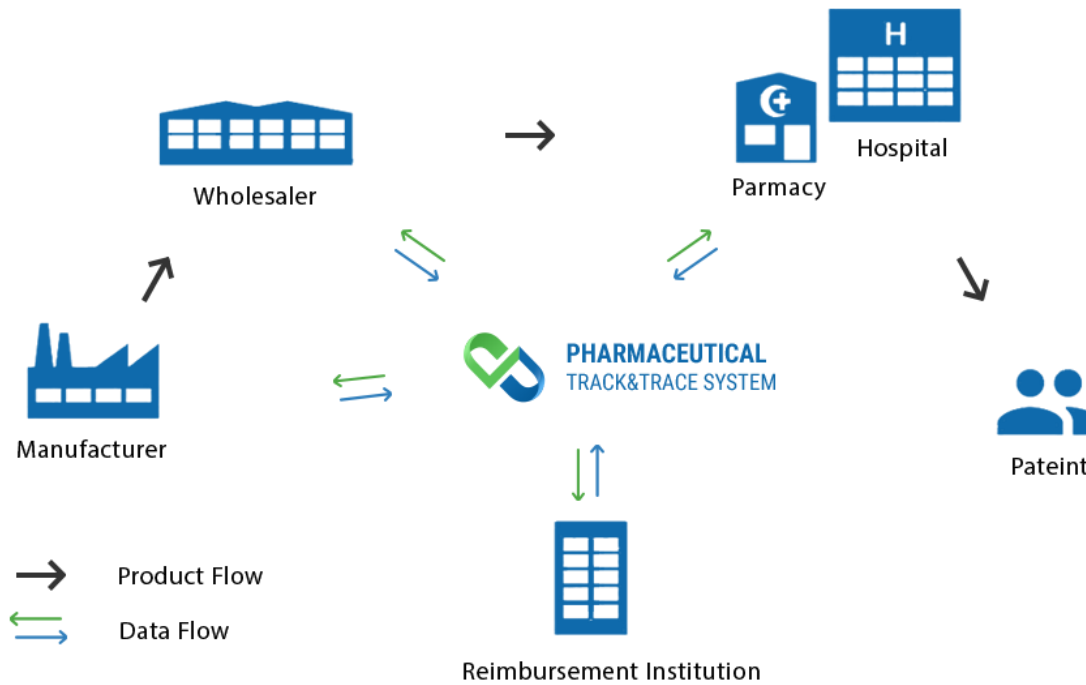 H
Hospital
Parmacy
Wholesaler
PHARMACEUTICAL
TRACK&TRACE SYSTEM
Manufacturer
Pateint
Product Flow
Data Flow
Reimbursement Institution